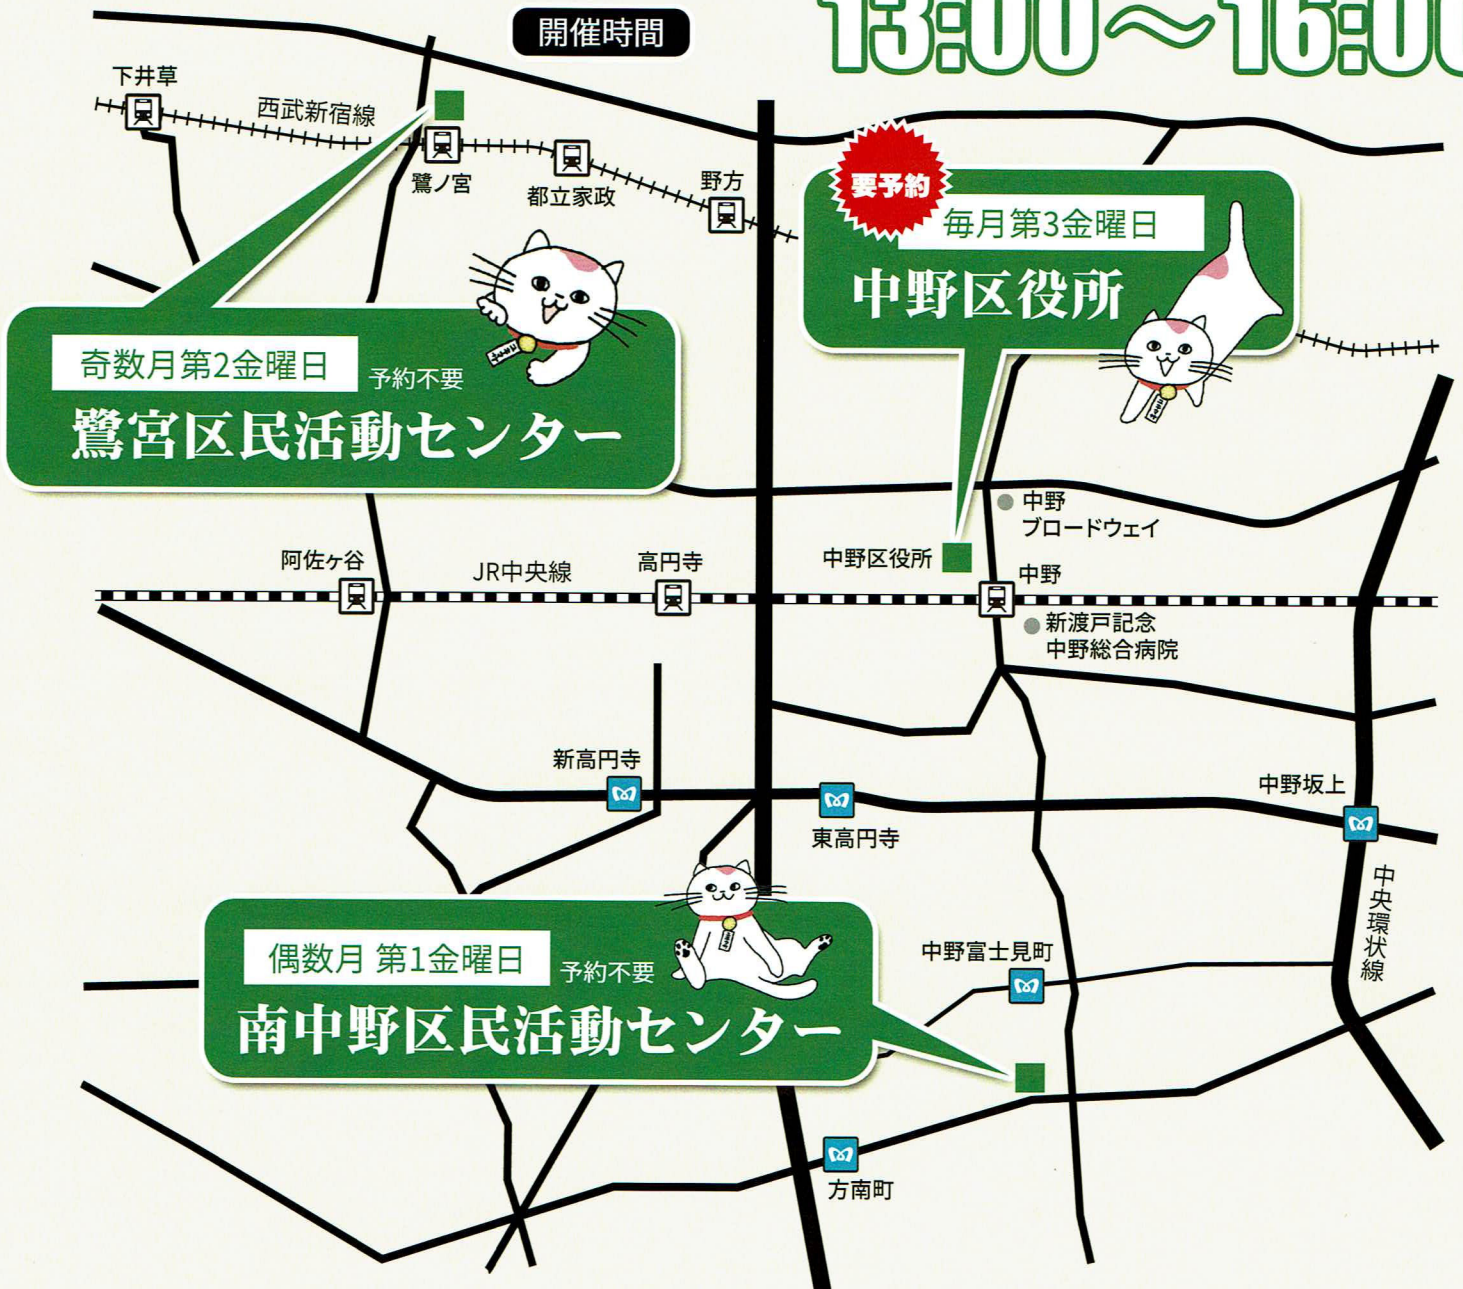 開催時間
13:00～16:00
下井草
西武新宿線
鷺ノ宮
都立家政
野方
要予約
毎月第3金曜日
中野区役所
奇数月第2金曜日
予約不要
鷺宮区民活動センター
中野
ブロードウェイ
阿佐ヶ谷
JR中央線
高円寺
中野区役所
中野
新渡戸記念
中野総合病院
新高円寺
東高円寺
中野坂上
中央環状線
偶数月 第1金曜日
予約不要
南中野区民活動センター
中野富士見町
方南町